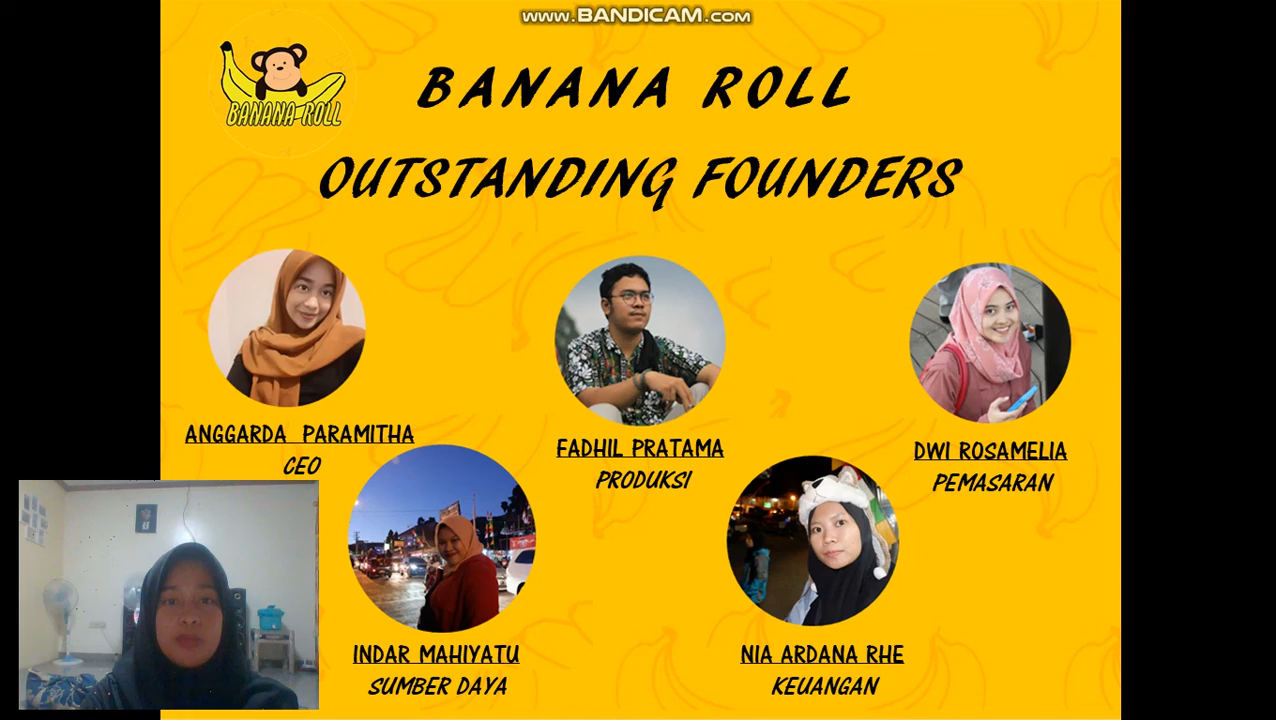 www.BANDICAM.com
BANANA ROLL
BANANA ROLL
OUTSTANDING FOUNDERS
ANGGARDA PARAMITHA
CEO
FADHIL PRATAMA
PRODUKSI
DWI ROSAMELIA
PEMASARAN
INDAR MAHIYATU
SUMBER DAYA
NIA ARDANA RHE
KEUANGAN